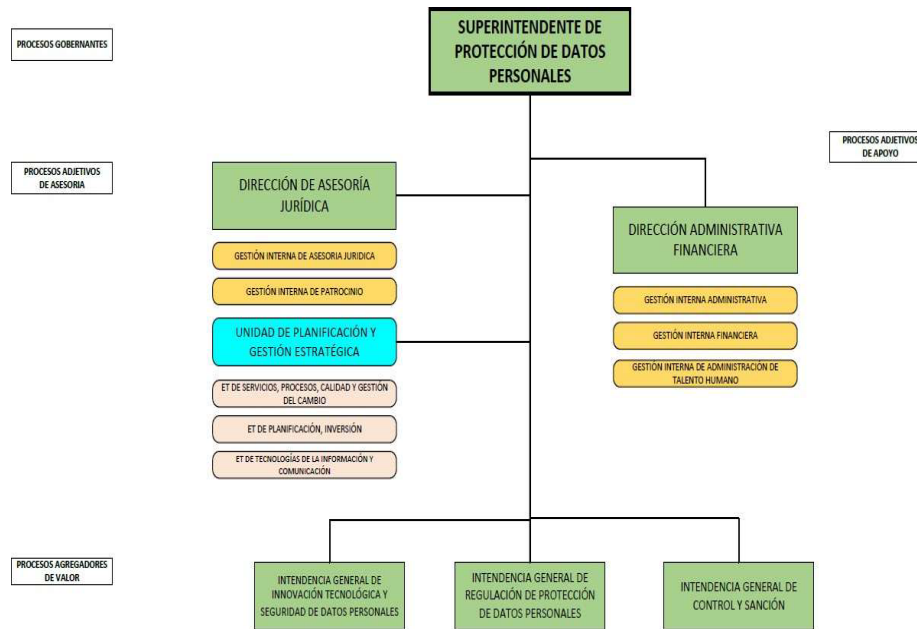 PROCESOS GOBERNANTES
SUPERINTENDENTE DE
PROTECCIÓN DE DATOS
PERSONALES
PROCESOS ADJETIVOS
DE APOYO
PROCESOS ADJETIVOS
DE ASESORIA
DIRECCIÓN DE ASESORÍA
JURÍDICA
GESTIÓN INTERNA DE ASESORIA JURIDICA
GESTIÓN INTERNA DE PATROCINIO
UNIDAD DE PLANIFICACIÓN Y
GESTIÓN ESTRATÉGICA
ET DE SERVICIOS, PROCESOS, CALIDAD Y GESTIÓN
DEL CAMBIO
ET DE PLANIFICACIÓN, INVERSIÓN
ET DE TECNOLOGÍAS DE LA INFORMACIÓN Y
COMUNICACIÓN
DIRECCIÓN ADMINISTRATIVA
FINANCIERA
GESTIÓN INTERNA ADMINISTRATIVA
GESTIÓN INTERNA FINANCIERA
GESTIÓN INTERNA DE ADMINISTRACIÓN DE
TALENTO HUMANO
PROCESOS AGREGADORES
DE VALOR
INTENDENCIA GENERAL DE
INNOVACIÓN TECNOLÓGICA Y
SEGURIDAD DE DATOS PERSONALES
INTENDENCIA GENERAL DE
REGULACIÓN DE PROTECCIÓN
DE DATOS PERSONALES
INTENDENCIA GENERAL DE
CONTROL Y SANCIÓN